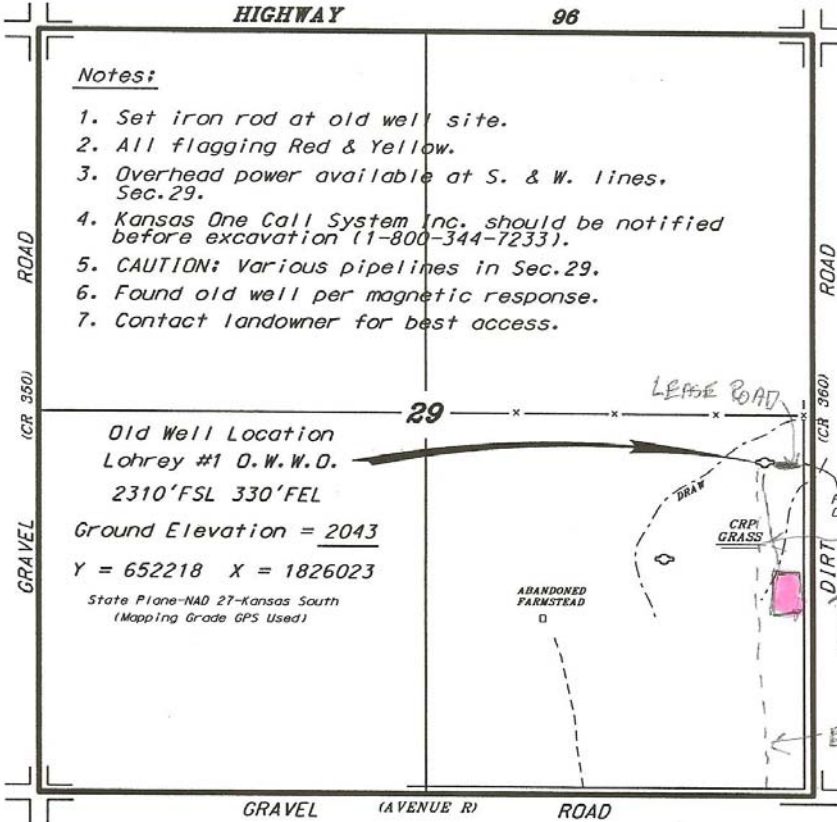 HIGHWAY 96
Notes:
1. Set iron rod at old well site.
2. All flagging Red & Yellow.
3. Overhead power available at S. & W. lines,
Sec.29.
4. Kansas One Call System Inc. should be notified
before excavation (1-800-344-7233).
5. CAUTION: Various pipelines in Sec.29.
6. Found old well per magnetic response.
7. Contact landowner for best access.
ROAD
(CR 350)
GRAVEL
ROAD
(CR 360)
DIRT
LEASE ROAD
29
Old Well Location
Lohrey #1 O.W.W.O.
2310'FSL 330'FEL
Ground Elevation = 2043
Y = 652218 X = 1826023
State Plane-NAD 27-Kansas South
(Mapping Grade GPS Used)
DRAW
CRP
GRASS
ABANDONED
FARMSTEAD
GRAVEL (AVENUE R) ROAD